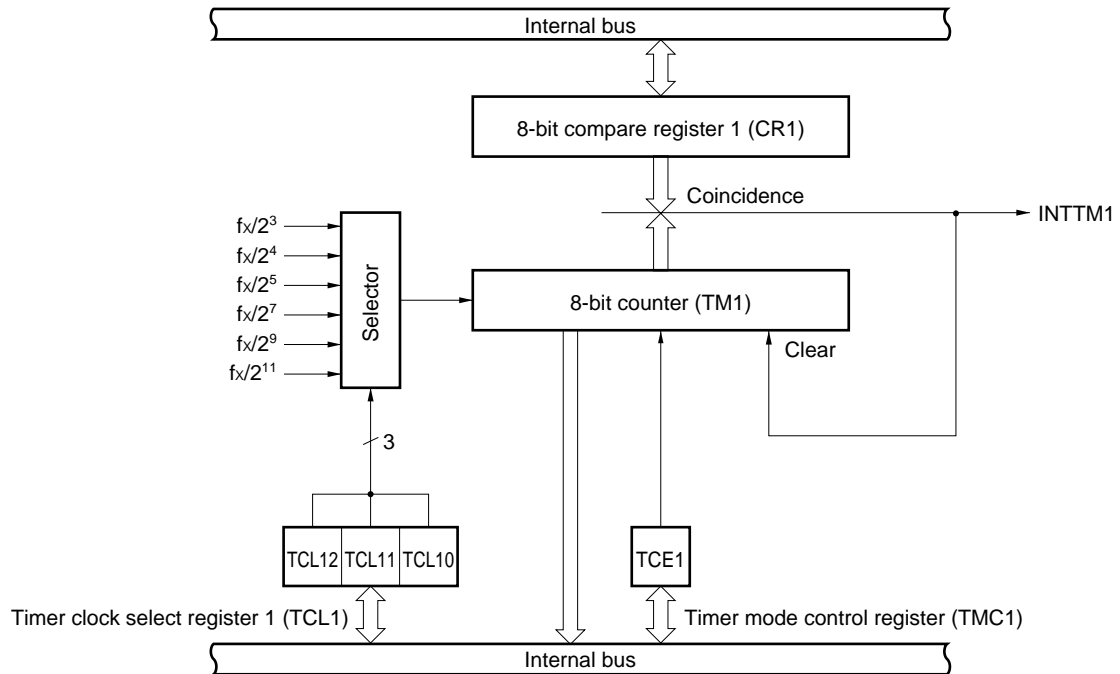 Internal bus
8-bit compare register 1 (CR1)
Coincidence
INTTM1
fx/2³
fx/2⁴
fx/2⁵
fx/2⁷
fx/2⁹
fx/2¹¹
Selector
8-bit counter (TM1)
Clear
3
TCL12 TCL11 TCL10
TCE1
Timer clock select register 1 (TCL1)
Timer mode control register (TMC1)
Internal bus